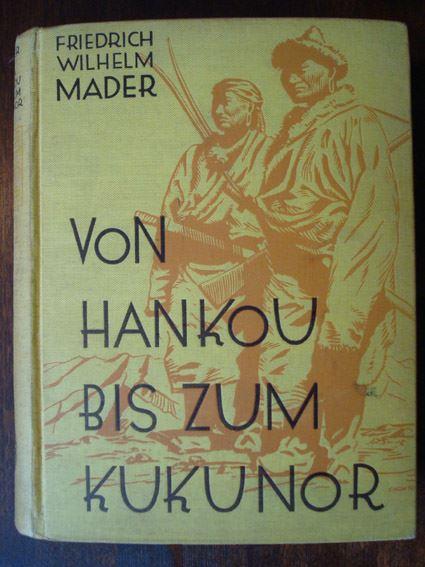 FRIEDRICH
WILHELM
MADER
VON
HANKOU
BIS ZUM
KUKUNOR